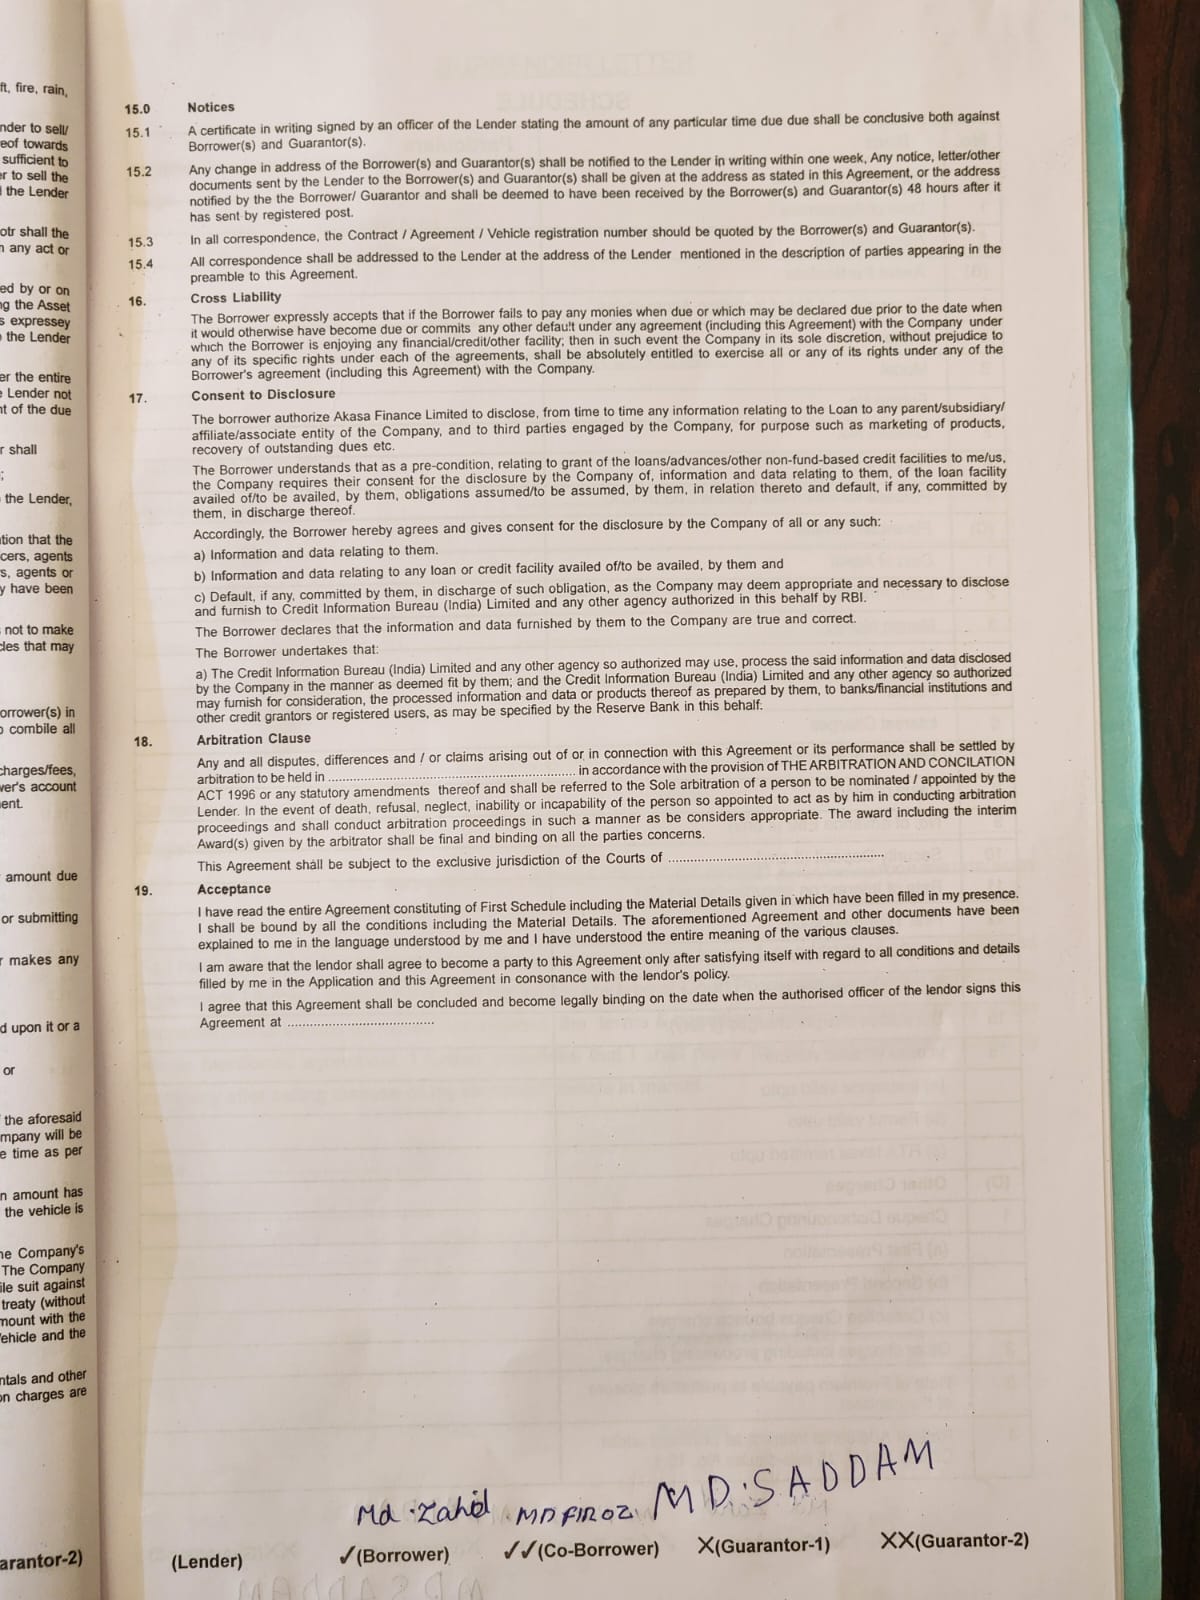 ft, fire, rain,
nder to sell/
eof towards
sufficient to
er to sell the
the Lender
otr shall the
n any act or
ed by or on
ng the Asset
s expressey
the Lender
er the entire
e Lender not
nt of the due
r shall
;
the Lender,
ation that the
cers, agents
s, agents or
y have been
not to make
cles that may
orrower(s) in
o combile all
charges/fees,
wer's account
ent.
amount due
or submitting
r makes any
d upon it or a
or
the aforesaid
mpany will be
e time as per
n amount has
the vehicle is
he Company's
The Company
ile suit against
treaty (without
mount with the
Vehicle and the
ntals and other
on charges are
arantor-2)
15.0 Notices
15.1 A certificate in writing signed by an officer of the Lender stating the amount of any particular time due due shall be conclusive both against
Borrower(s) and Guarantor(s).
15.2 Any change in address of the Borrower(s) and Guarantor(s) shall be notified to the Lender in writing within one week, Any notice, letter/other
documents sent by the Lender to the Borrower(s) and Guarantor(s) shall be given at the address as stated in this Agreement, or the address
notified by the the Borrower/ Guarantor and shall be deemed to have been received by the Borrower(s) and Guarantor(s) 48 hours after it
has sent by registered post.
15.3 In all correspondence, the Contract / Agreement / Vehicle registration number should be quoted by the Borrower(s) and Guarantor(s).
15.4 All correspondence shall be addressed to the Lender at the address of the Lender mentioned in the description of parties appearing in the
preamble to this Agreement.
16. Cross Liability
The Borrower expressly accepts that if the Borrower fails to pay any monies when due or which may be declared due prior to the date when
it would otherwise have become due or commits any other default under any agreement (including this Agreement) with the Company under
which the Borrower is enjoying any financial/credit/other facility; then in such event the Company in its sole discretion, without prejudice to
any of its specific rights under each of the agreements, shall be absolutely entitled to exercise all or any of its rights under any of the
Borrower's agreement (including this Agreement) with the Company.
17. Consent to Disclosure
The borrower authorize Akasa Finance Limited to disclose, from time to time any information relating to the Loan to any parent/subsidiary/
affiliate/associate entity of the Company, and to third parties engaged by the Company, for purpose such as marketing of products,
recovery of outstanding dues etc.
The Borrower understands that as a pre-condition, relating to grant of the loans/advances/other non-fund-based credit facilities to me/us,
the Company requires their consent for the disclosure by the Company of, information and data relating to them, of the loan facility
availed of/to be availed, by them, obligations assumed/to be assumed, by them, in relation thereto and default, if any, committed by
them, in discharge thereof.
Accordingly, the Borrower hereby agrees and gives consent for the disclosure by the Company of all or any such:
a) Information and data relating to them.
b) Information and data relating to any loan or credit facility availed of/to be availed, by them and
c) Default, if any, committed by them, in discharge of such obligation, as the Company may deem appropriate and necessary to disclose
and furnish to Credit Information Bureau (India) Limited and any other agency authorized in this behalf by RBI.
The Borrower declares that the information and data furnished by them to the Company are true and correct.
The Borrower undertakes that:
a) The Credit Information Bureau (India) Limited and any other agency so authorized may use, process the said information and data disclosed
by the Company in the manner as deemed fit by them; and the Credit Information Bureau (India) Limited and any other agency so authorized
may furnish for consideration, the processed information and data or products thereof as prepared by them, to banks/financial institutions and
other credit grantors or registered users, as may be specified by the Reserve Bank in this behalf.
18. Arbitration Clause
Any and all disputes, differences and / or claims arising out of or in connection with this Agreement or its performance shall be settled by
arbitration to be held in .......................................................................... in accordance with the provision of THE ARBITRATION AND CONCILATION
ACT 1996 or any statutory amendments thereof and shall be referred to the Sole arbitration of a person to be nominated / appointed by the
Lender. In the event of death, refusal, neglect, inability or incapability of the person so appointed to act as by him in conducting arbitration
proceedings and shall conduct arbitration proceedings in such a manner as be considers appropriate. The award including the interim
Award(s) given by the arbitrator shall be final and binding on all the parties concerns.
This Agreement shall be subject to the exclusive jurisdiction of the Courts of ................................................................
19. Acceptance
I have read the entire Agreement constituting of First Schedule including the Material Details given in which have been filled in my presence.
I shall be bound by all the conditions including the Material Details. The aforementioned Agreement and other documents have been
explained to me in the language understood by me and I have understood the entire meaning of the various clauses.
I am aware that the lendor shall agree to become a party to this Agreement only after satisfying itself with regard to all conditions and details
filled by me in the Application and this Agreement in consonance with the lendor's policy.
I agree that this Agreement shall be concluded and become legally binding on the date when the authorised officer of the lendor signs this
Agreement at .....................................
Md. Zahid MD FIROZ MD. SADDAM
(Lender) ✓(Borrower) ✓✓(Co-Borrower) X(Guarantor-1) XX(Guarantor-2)